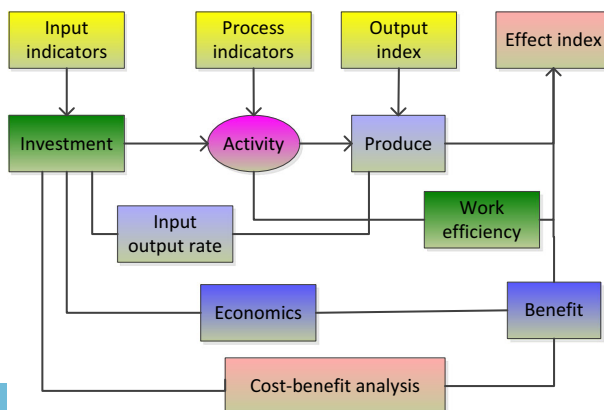 Input
indicators
Process
indicators
Output
index
Effect index
Investment
Activity
Produce
Input
output rate
Work
efficiency
Economics
Benefit
Cost-benefit analysis